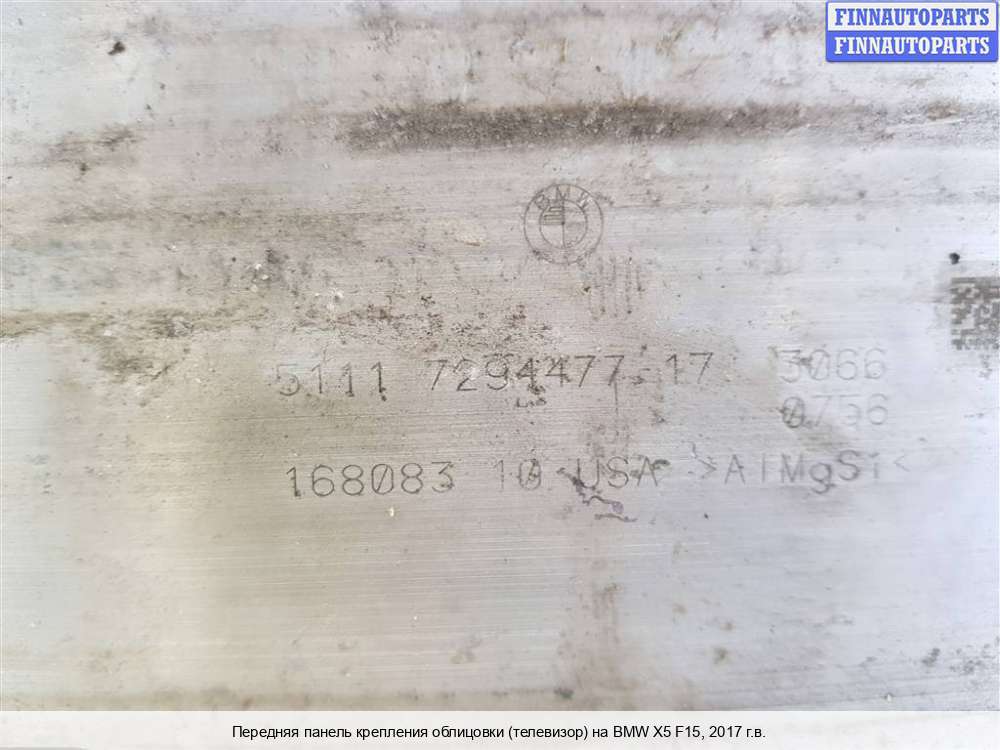 FINNAUTOPARTS
FINNAUTOPARTS
BMW
5111 7294477-17 3066
0756
168083 10 USA >AlMgSi<
Передняя панель крепления облицовки (телевизор) на BMW X5 F15, 2017 г.в.